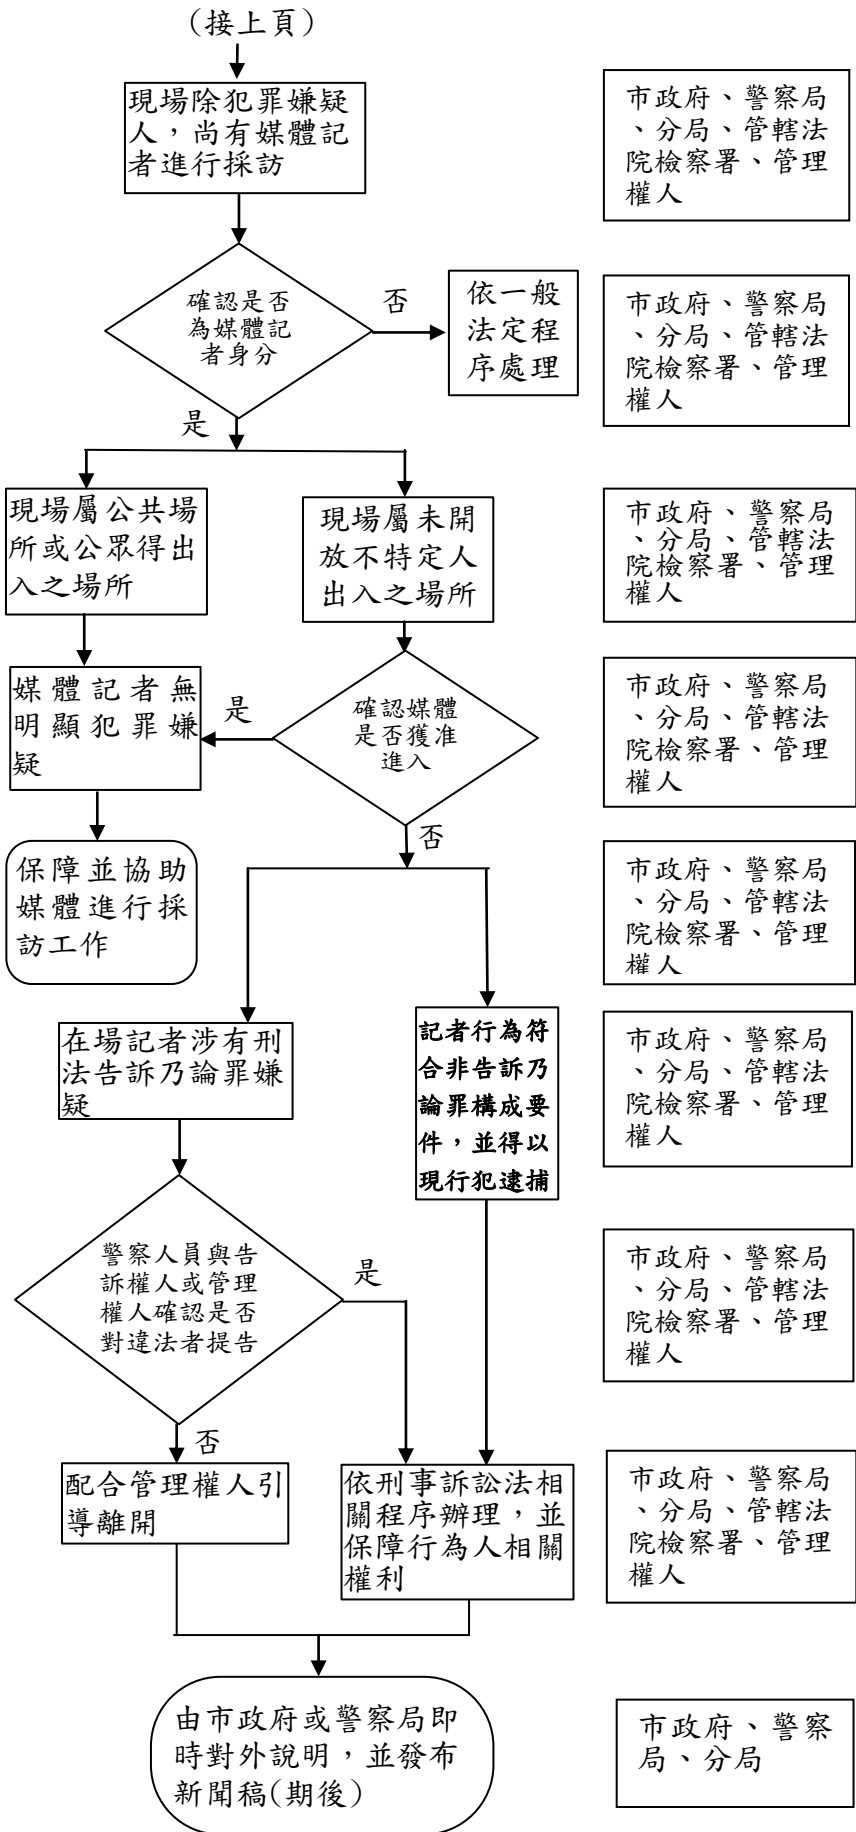 (接上頁)
現場除犯罪嫌疑
人，尚有媒體記
者進行採訪
市政府、警察局
、分局、管轄法
院檢察署、管理
權人
確認是否
為媒體記
者身分
否
依一般
法定程
序處理
市政府、警察局
、分局、管轄法
院檢察署、管理
權人
是
現場屬公共場
所或公眾得出
入之場所
現場屬未開
放不特定人
出入之場所
市政府、警察局
、分局、管轄法
院檢察署、管理
權人
媒體記者無
明顯犯罪嫌
疑
是
確認媒體
是否獲准
進入
市政府、警察局
、分局、管轄法
院檢察署、管理
權人
否
保障並協助
媒體進行採
訪工作
市政府、警察局
、分局、管轄法
院檢察署、管理
權人
在場記者涉有刑
法告訴乃論罪嫌
疑
記者行為符
合非告訴乃
論罪構成要
件，並得以
現行犯逮捕
市政府、警察局
、分局、管轄法
院檢察署、管理
權人
警察人員與告
訴權人或管理
權人確認是否
對違法者提告
是
市政府、警察局
、分局、管轄法
院檢察署、管理
權人
否
配合管理權人引
導離開
依刑事訴訟法相
關程序辦理，並
保障行為人相關
權利
市政府、警察局
、分局、管轄法
院檢察署、管理
權人
由市政府或警察局即
時對外說明，並發布
新聞稿(期後)
市政府、警察
局、分局